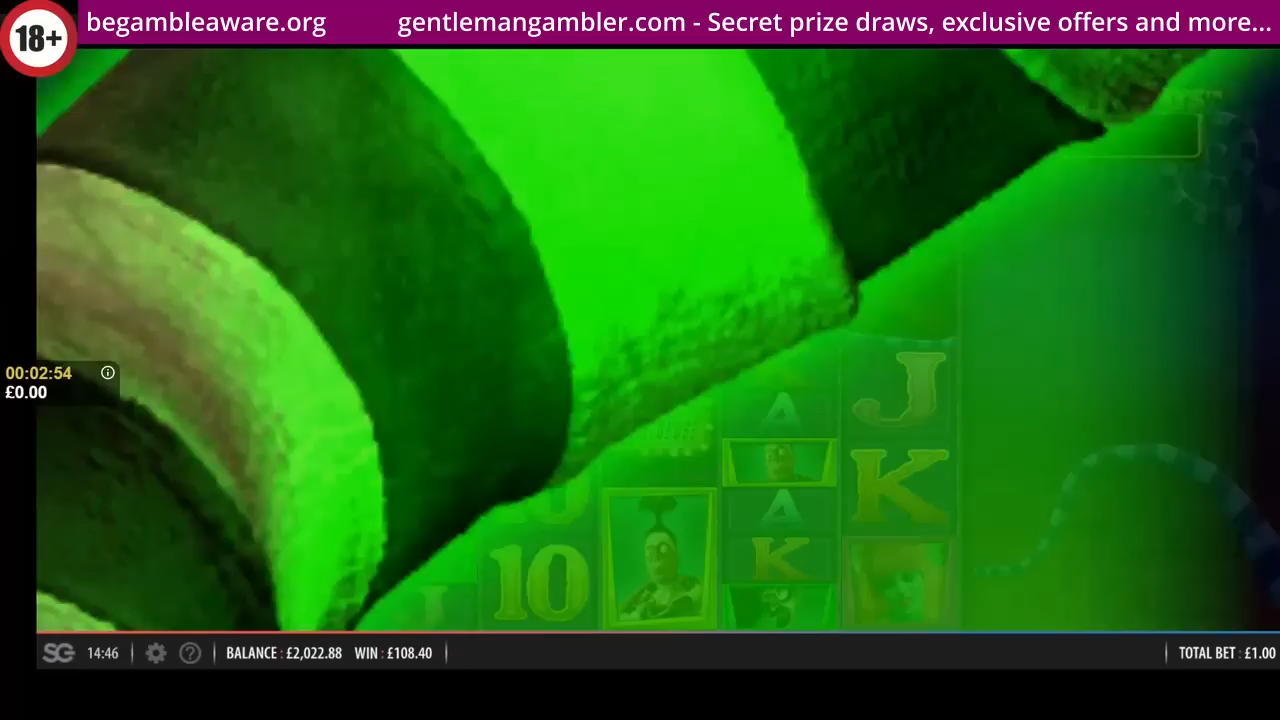 18+
begambleaware.org
gentlemangambler.com - Secret prize draws, exclusive offers and more...
00:02:54
£0.00
J
A
K
A
10
10
K
J
SG 14:46 BALANCE : £2,022.88 WIN : £108.40 TOTAL BET : £1.00